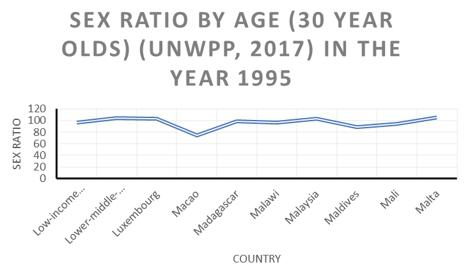 SEX RATIO BY AGE (30 YEAR
OLDS) (UNWPP, 2017) IN THE
YEAR 1995
120
100
80
60
40
20
0
SEX RATIO
Low-income...
Lower-middle-...
Luxembourg
Macao
Madagascar
Malawi
Malaysia
Maldives
Mali
Malta
COUNTRY